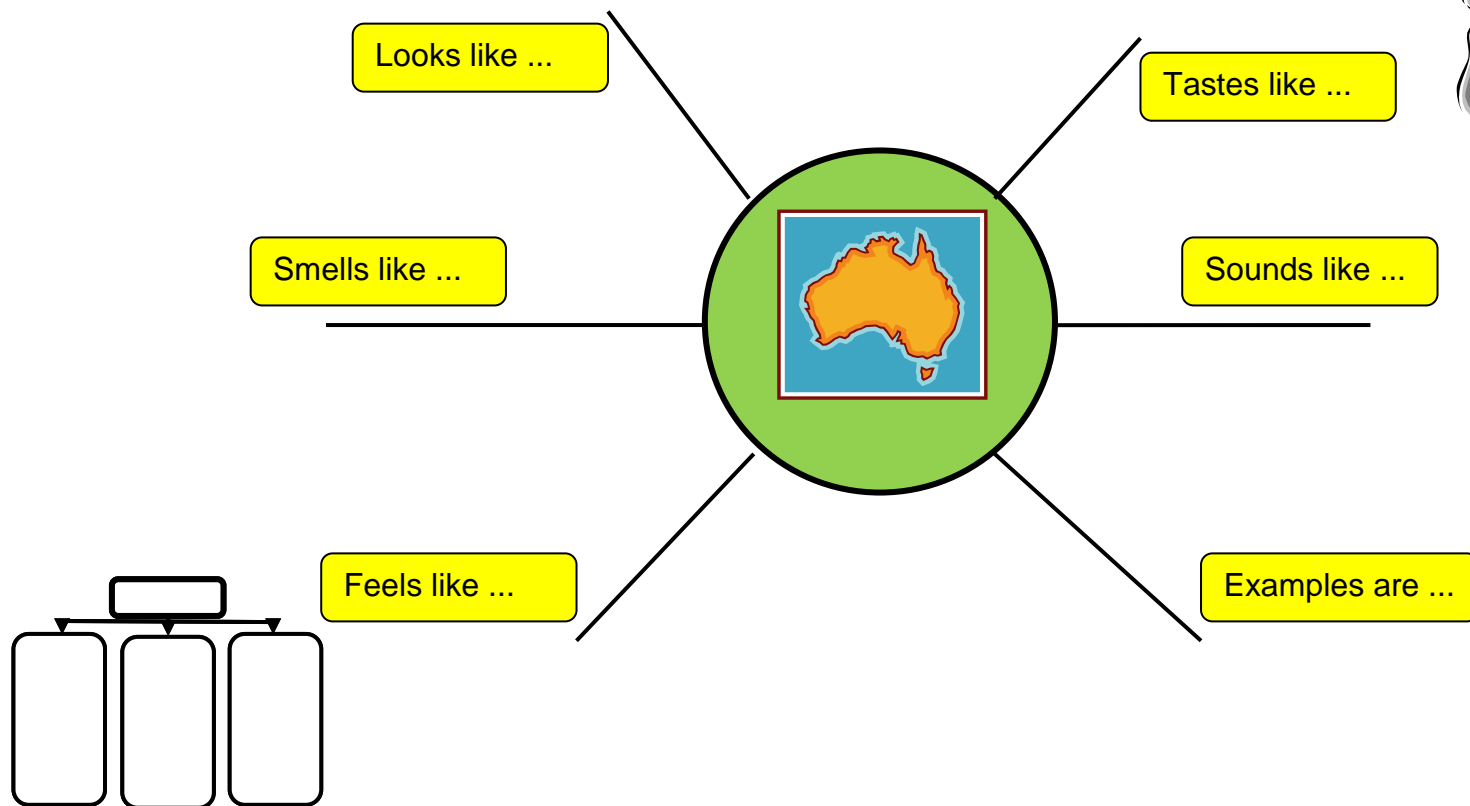 Looks like ...
Tastes like ...
Smells like ...
Sounds like ...
Feels like ...
Examples are ...